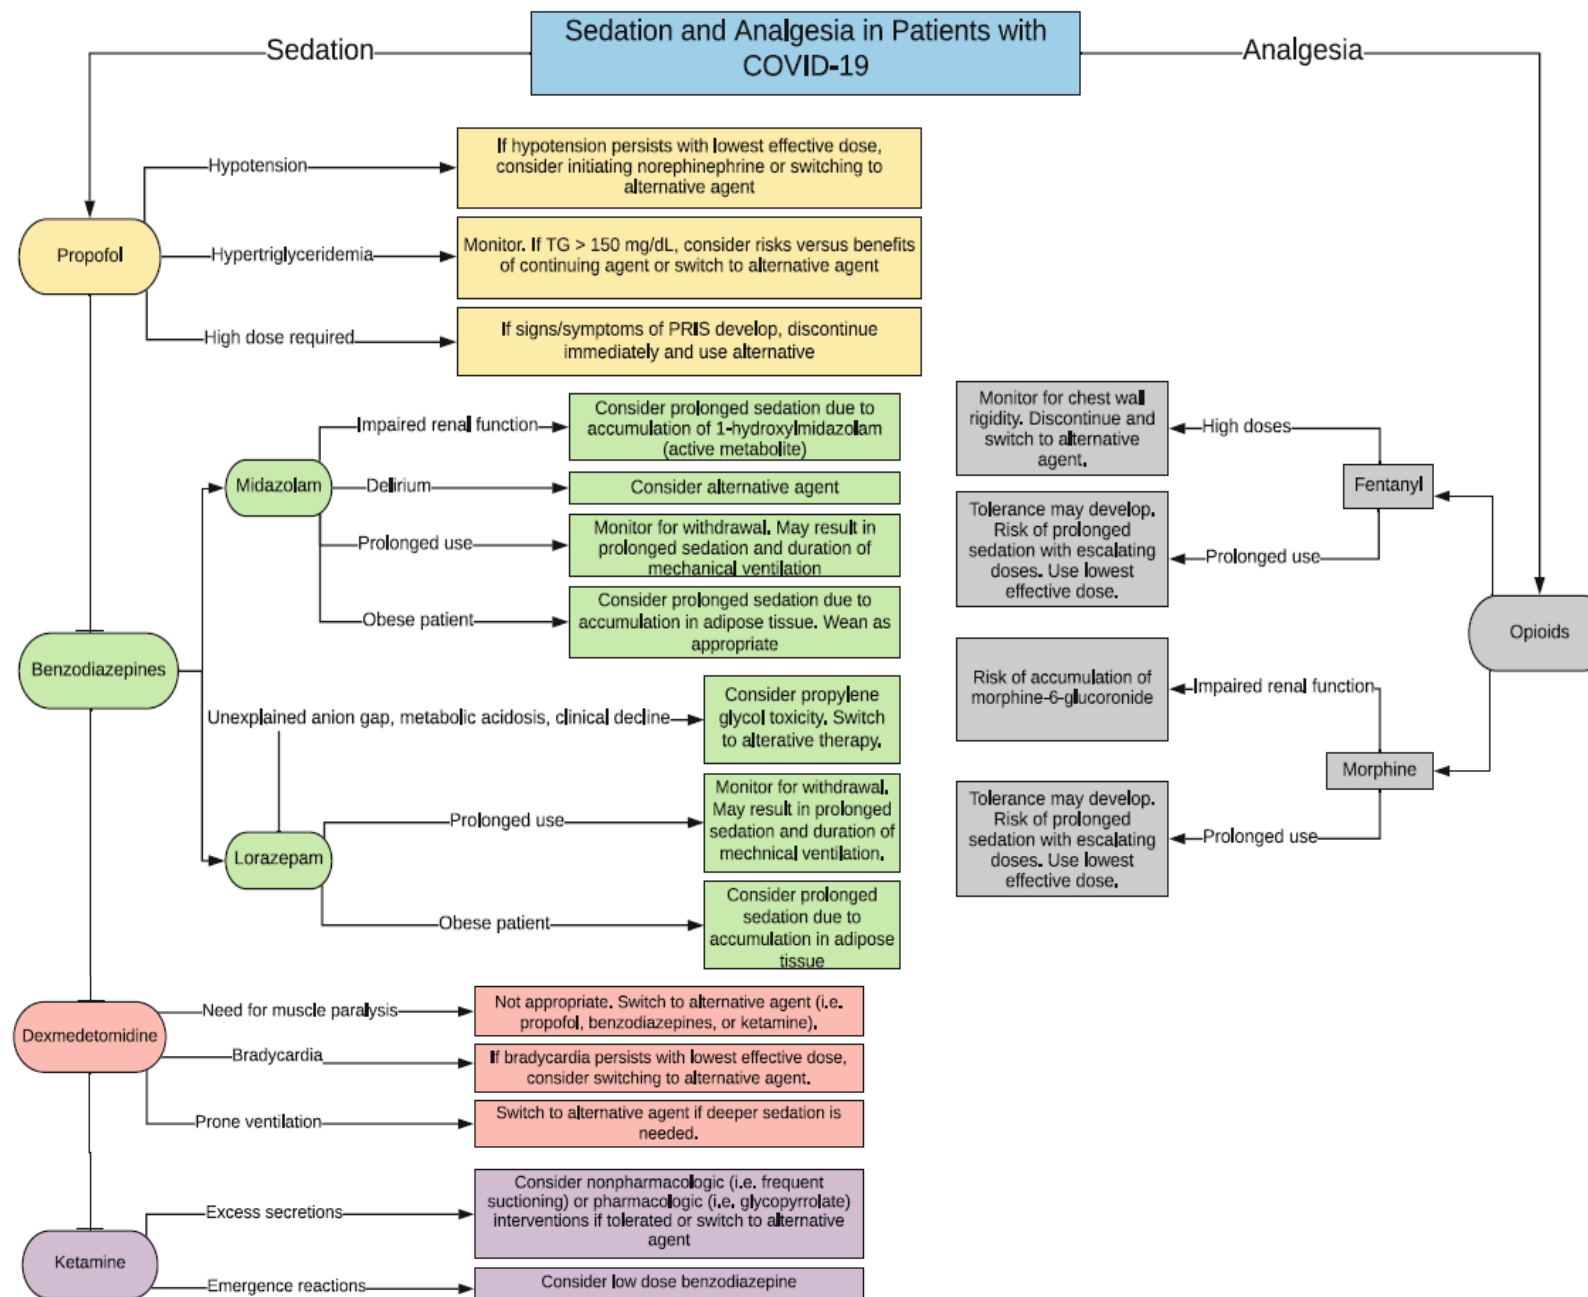 Sedation and Analgesia in Patients with
COVID-19
Sedation
Analgesia
Propofol
Hypotension
If hypotension persists with lowest effective dose,
consider initiating norephinephrine or switching to
alternative agent
Hypertriglyceridemia
Monitor. If TG > 150 mg/dL, consider risks versus benefits
of continuing agent or switch to alternative agent
High dose required
If signs/symptoms of PRIS develop, discontinue
immediately and use alternative
Benzodiazepines
Midazolam
Impaired renal function
Consider prolonged sedation due to
accumulation of 1-hydroxylmidazolam
(active metabolite)
Delirium
Consider alternative agent
Prolonged use
Monitor for withdrawal. May result in
prolonged sedation and duration of
mechanical ventilation
Obese patient
Consider prolonged sedation due to
accumulation in adipose tissue. Wean as
appropriate
Lorazepam
Unexplained anion gap, metabolic acidosis, clinical decline
Consider propylene
glycol toxicity. Switch
to alterative therapy.
Prolonged use
Monitor for withdrawal.
May result in prolonged
sedation and duration of
mechnical ventilation.
Obese patient
Consider prolonged
sedation due to
accumulation in adipose
tissue
Dexmedetomidine
Need for muscle paralysis
Not appropriate. Switch to alternative agent (i.e.
propofol, benzodiazepines, or ketamine).
Bradycardia
If bradycardia persists with lowest effective dose,
consider switching to alternative agent.
Prone ventilation
Switch to alternative agent if deeper sedation is
needed.
Ketamine
Excess secretions
Consider nonpharmacologic (i.e. frequent
suctioning) or pharmacologic (i.e. glycopyrrolate)
interventions if tolerated or switch to alternative
agent
Emergence reactions
Consider low dose benzodiazepine
Opioids
Fentanyl
High doses
Monitor for chest wall
rigidity. Discontinue and
switch to alternative
agent.
Prolonged use
Tolerance may develop.
Risk of prolonged
sedation with escalating
doses. Use lowest
effective dose.
Morphine
Impaired renal function
Risk of accumulation of
morphine-6-glucoronide
Prolonged use
Tolerance may develop.
Risk of prolonged
sedation with escalating
doses. Use lowest
effective dose.